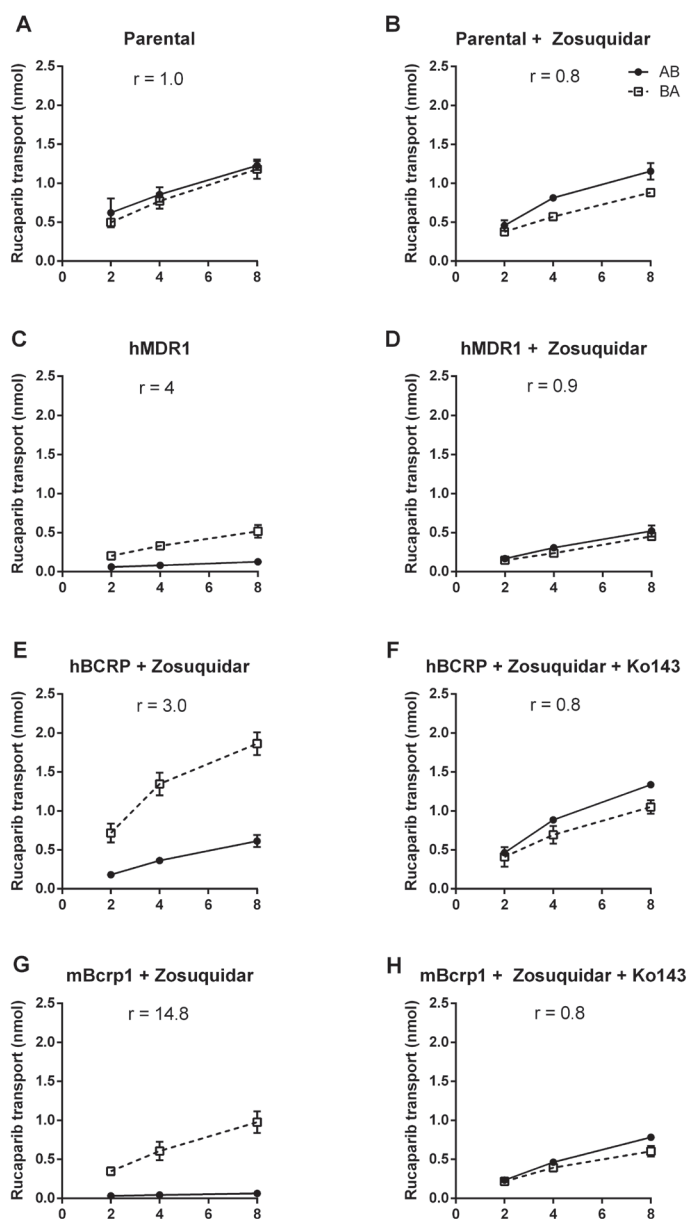 A
Parental
r = 1.0
Rucaparib transport (nmol)
2.5
2.0
1.5
1.0
0.5
0.0
0 2 4 6 8
B
Parental + Zosuquidar
r = 0.8
AB
BA
Rucaparib transport (nmol)
2.5
2.0
1.5
1.0
0.5
0.0
0 2 4 6 8
C
hMDR1
r = 4
Rucaparib transport (nmol)
2.5
2.0
1.5
1.0
0.5
0.0
0 2 4 6 8
D
hMDR1 + Zosuquidar
r = 0.9
Rucaparib transport (nmol)
2.5
2.0
1.5
1.0
0.5
0.0
0 2 4 6 8
E
hBCRP + Zosuquidar
r = 3.0
Rucaparib transport (nmol)
2.5
2.0
1.5
1.0
0.5
0.0
0 2 4 6 8
F
hBCRP + Zosuquidar + Ko143
r = 0.8
Rucaparib transport (nmol)
2.5
2.0
1.5
1.0
0.5
0.0
0 2 4 6 8
G
mBcrp1 + Zosuquidar
r = 14.8
Rucaparib transport (nmol)
2.5
2.0
1.5
1.0
0.5
0.0
0 2 4 6 8
H
mBcrp1 + Zosuquidar + Ko143
r = 0.8
Rucaparib transport (nmol)
2.5
2.0
1.5
1.0
0.5
0.0
0 2 4 6 8